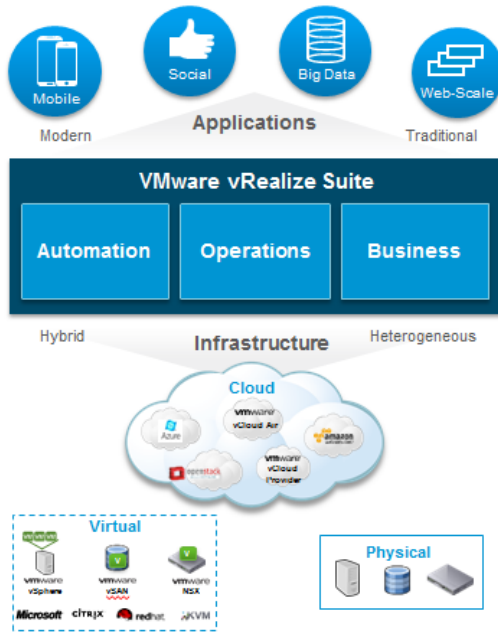 Mobile
Social
Big Data
Web-Scale
Modern
Applications
Traditional
VMware vRealize Suite
Automation
Operations
Business
Hybrid
Infrastructure
Heterogeneous
Cloud
Azure
vmware
vCloud Air
amazon
openstack
vmware
vCloud
Provider
Virtual
Physical
vmware
vSphere
vmware
vSAN
vmware
NSX
Microsoft
CITRIX
redhat
KVM